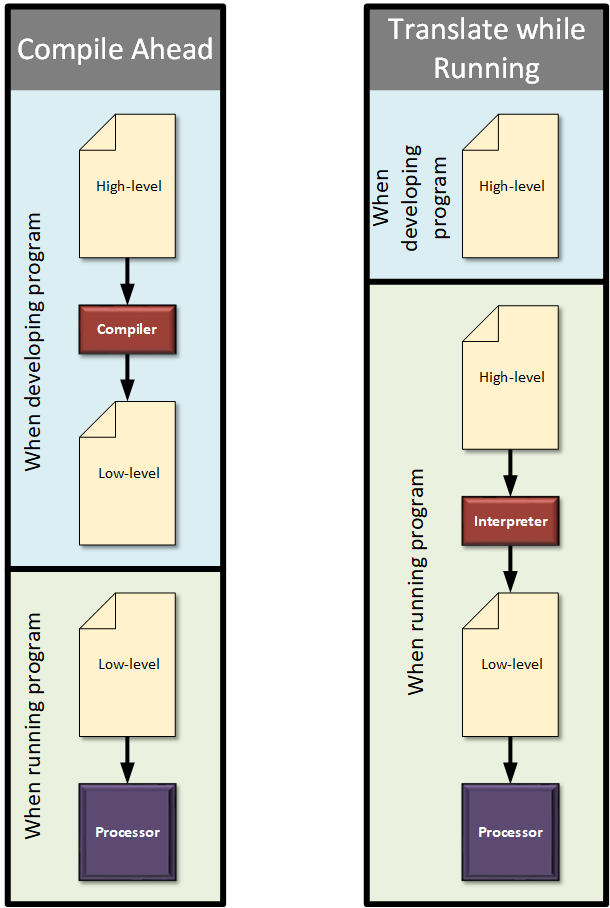 Compile Ahead
When developing program
High-level
Compiler
Low-level
When running program
Low-level
Processor
Translate while
Running
When
developing
program
High-level
When running program
High-level
Interpreter
Low-level
Processor